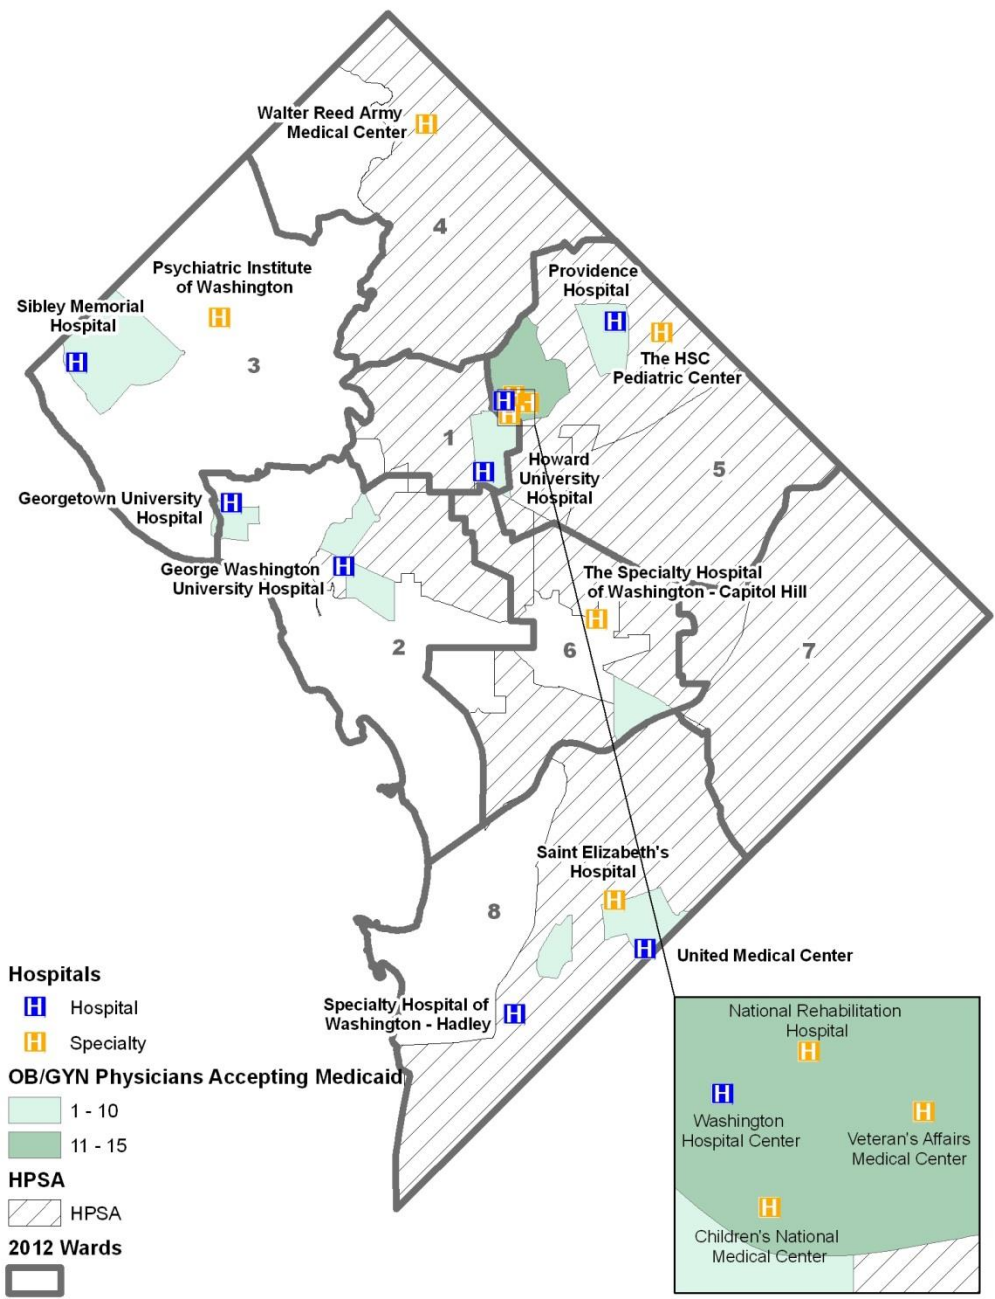 Walter Reed Army
Medical Center
H
4
Psychiatric Institute
of Washington
H
Providence
Hospital
H
H
Sibley Memorial
Hospital
H
3
The HSC
Pediatric Center
H
H
H
1
H
Howard
University
Hospital
5
Georgetown University
Hospital
H
George Washington
University Hospital
H
The Specialty Hospital
of Washington - Capitol Hill
H
2
6
7
Saint Elizabeth's
Hospital
H
8
H
United Medical Center
Specialty Hospital of
Washington - Hadley
H
Hospitals
H Hospital
H Specialty
OB/GYN Physicians Accepting Medicaid
1 - 10
11 - 15
HPSA
HPSA
2012 Wards
National Rehabilitation
Hospital
H
H
Washington
Hospital Center
H
Veteran's Affairs
Medical Center
H
Children's National
Medical Center